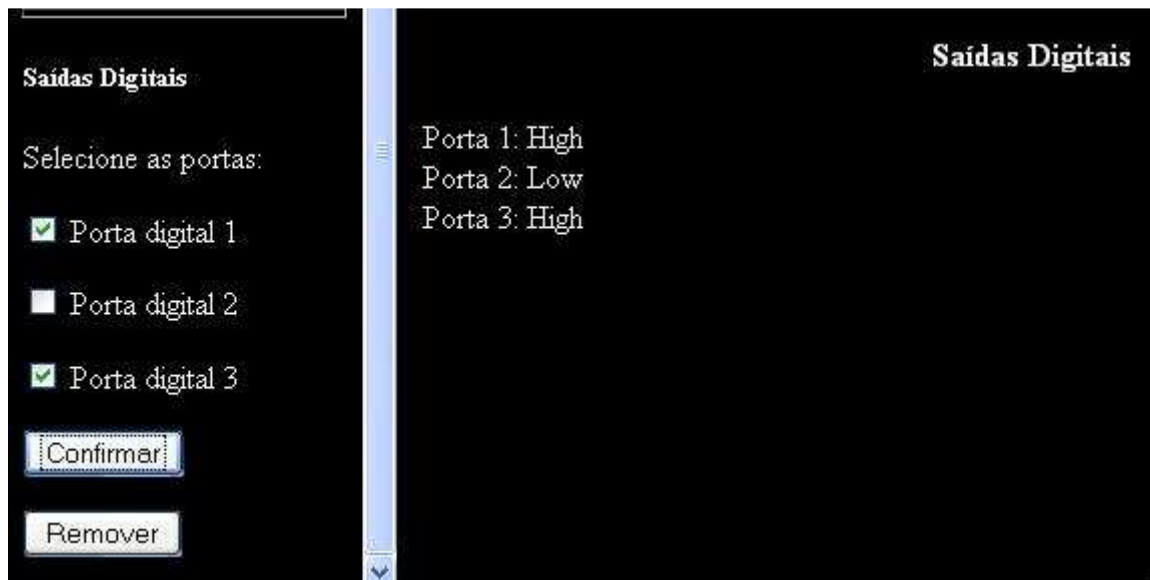 Saídas Digitais
Selecione as portas:
Porta digital 1
Porta digital 2
Porta digital 3
Confirmar
Remover
Saídas Digitais
Porta 1: High
Porta 2: Low
Porta 3: High